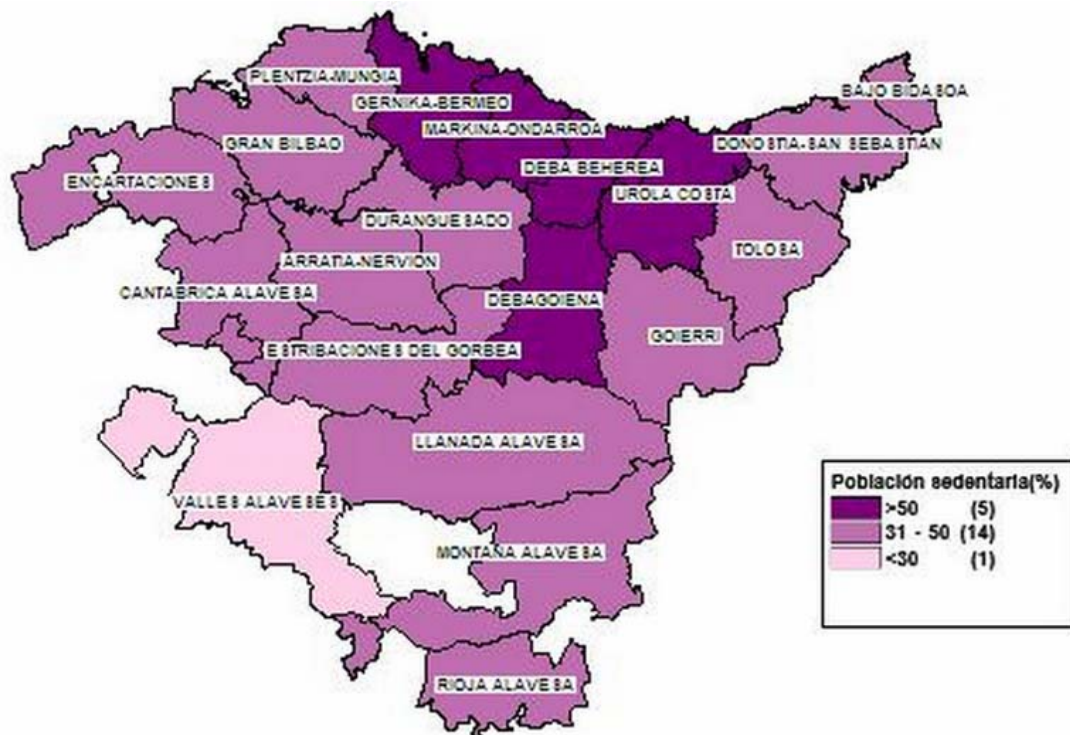 PLENTZIA-MUNGIA
BAJO BIDASOA
GERNIKA-BERMEO
MARKINA-ONDARROA
GRAN BILBAO
DONOSTIA-SAN SEBASTIAN
DEBA BEHEREA
ENCARTACIONES
UROLA COSTA
DURANGUESADO
TOLOSA
ARRATIA-NERVION
CANTABRICA ALAVESA
DEBAGOIENA
GOIERRI
ESTRIBACIONES DEL GORBEA
LLANADA ALAVESA
VALLES ALAVESES
MONTAÑA ALAVESA
RIOJA ALAVESA
Población sedentaria(%)
>50 (5)
31 - 50 (14)
<30 (1)